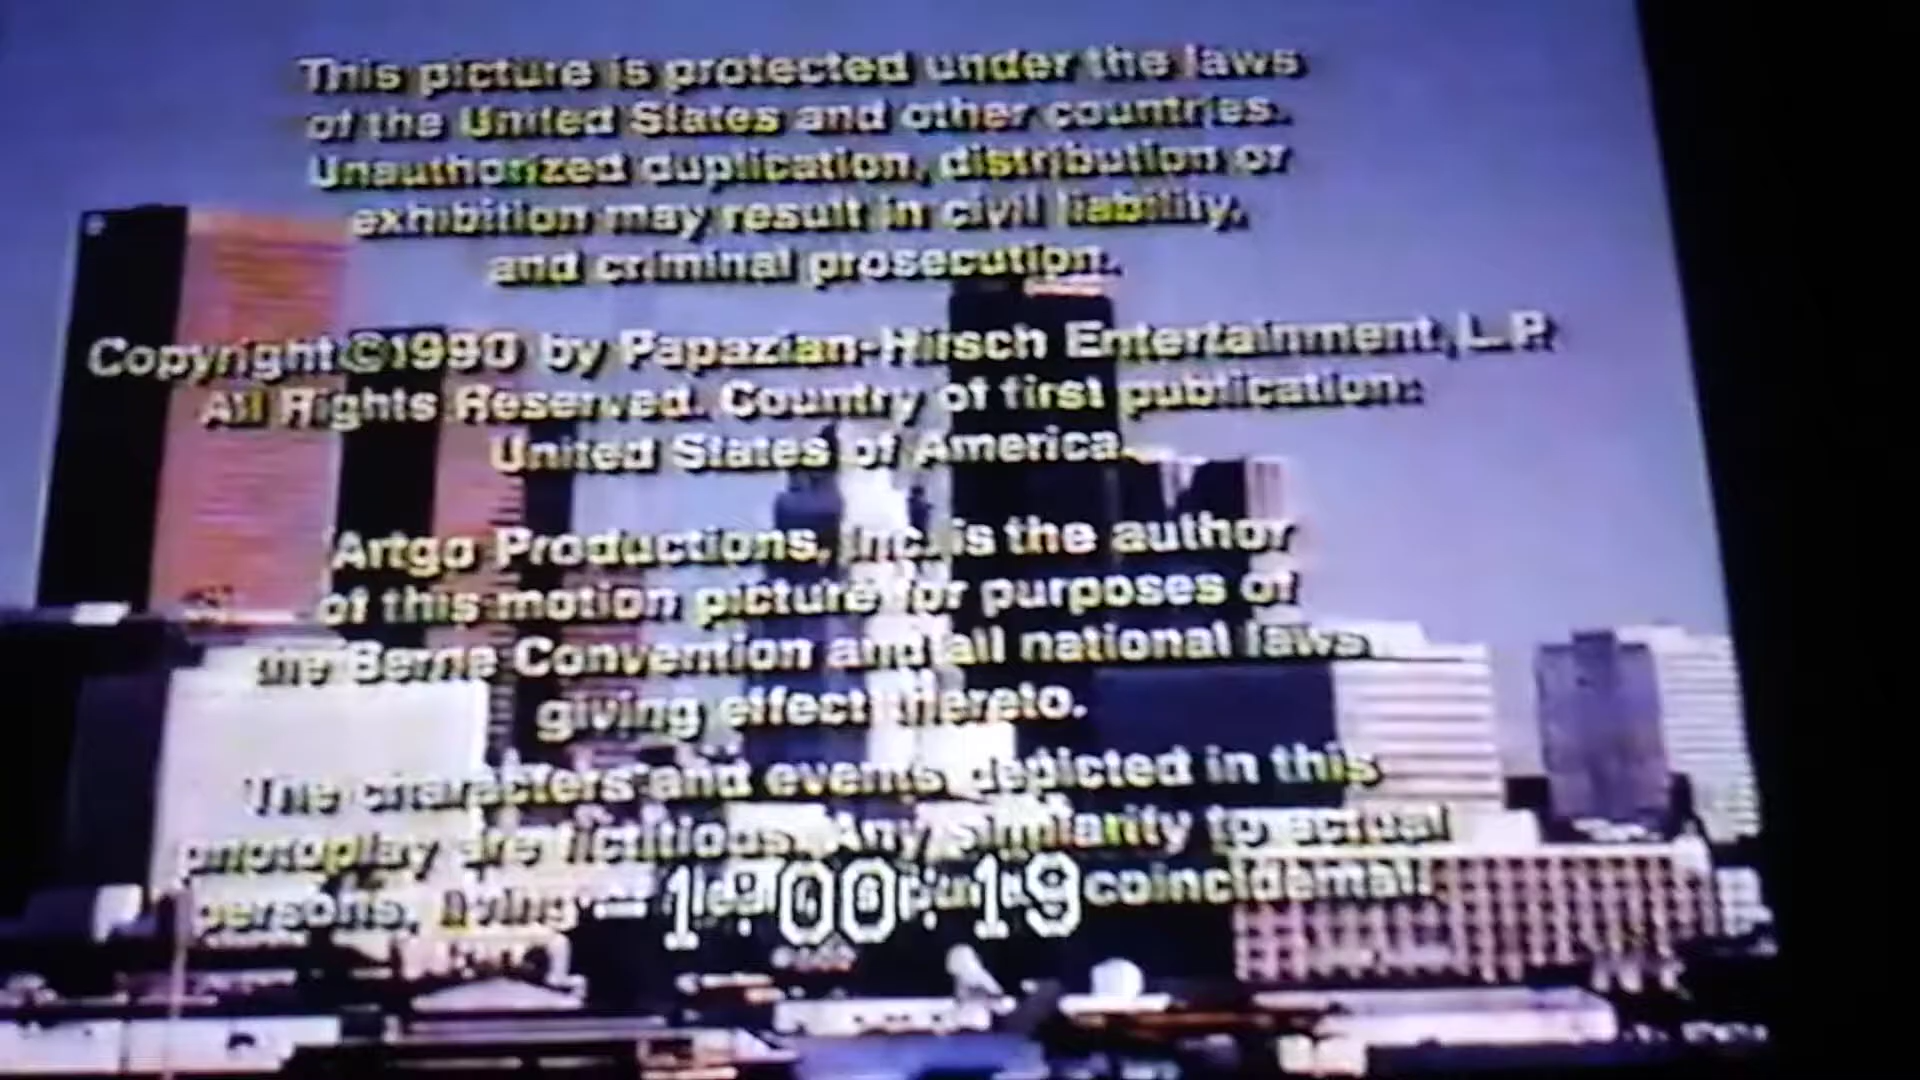 This picture is protected under the laws
of the United States and other countries.
Unauthorized duplication, distribution or
exhibition may result in civil liability,
and criminal prosecution.
Copyright ©1990 by Papazian-Hirsch Entertainment, L.P.
All Rights Reserved. Country of first publication:
United States of America.
Artgo Productions, Inc. is the author
of this motion picture for purposes of
the Berne Convention and all national laws
giving effect thereto.
The characters and events depicted in this
photoplay are fictitious. Any similarity to actual
persons, living coincidental.
1:00:19